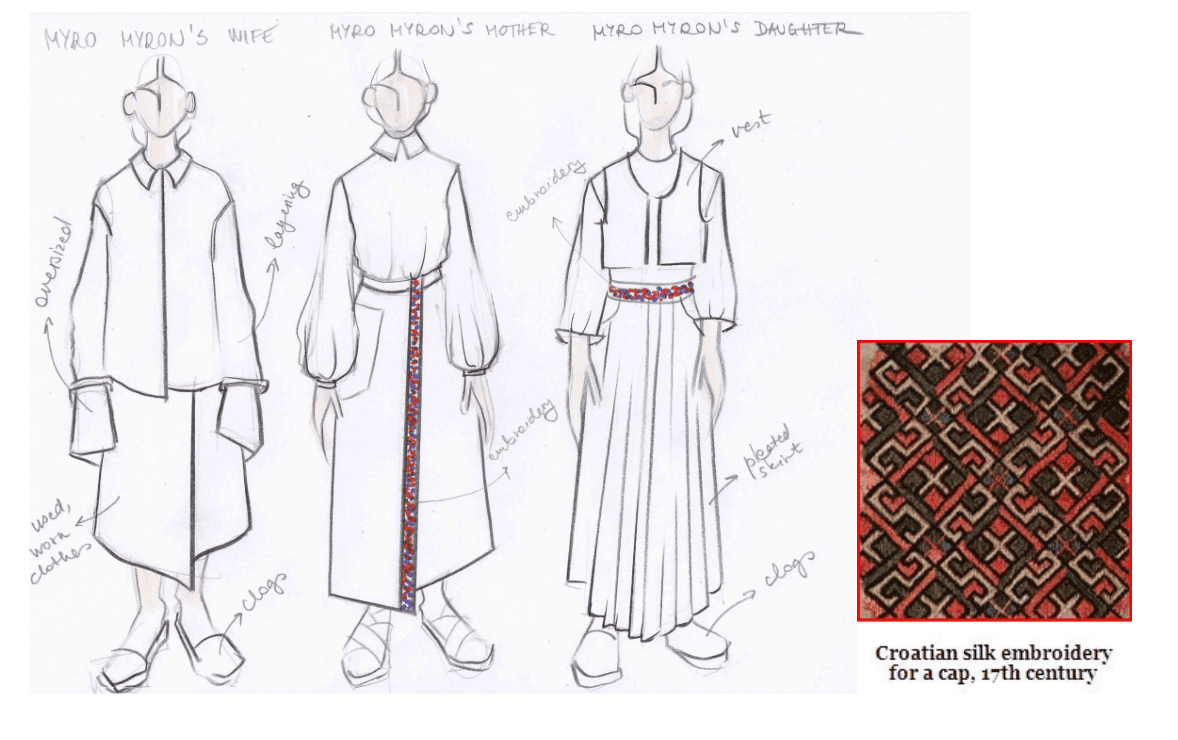 MYRO MYRON'S WIFE
MYRO MYRON'S MOTHER
MYRO MYRON'S DAUGHTER
oversized
layering
used,
worn
clothes
clogs
embroidery
embroidery
vest
pleated
skirt
clogs
Croatian silk embroidery
for a cap, 17th century